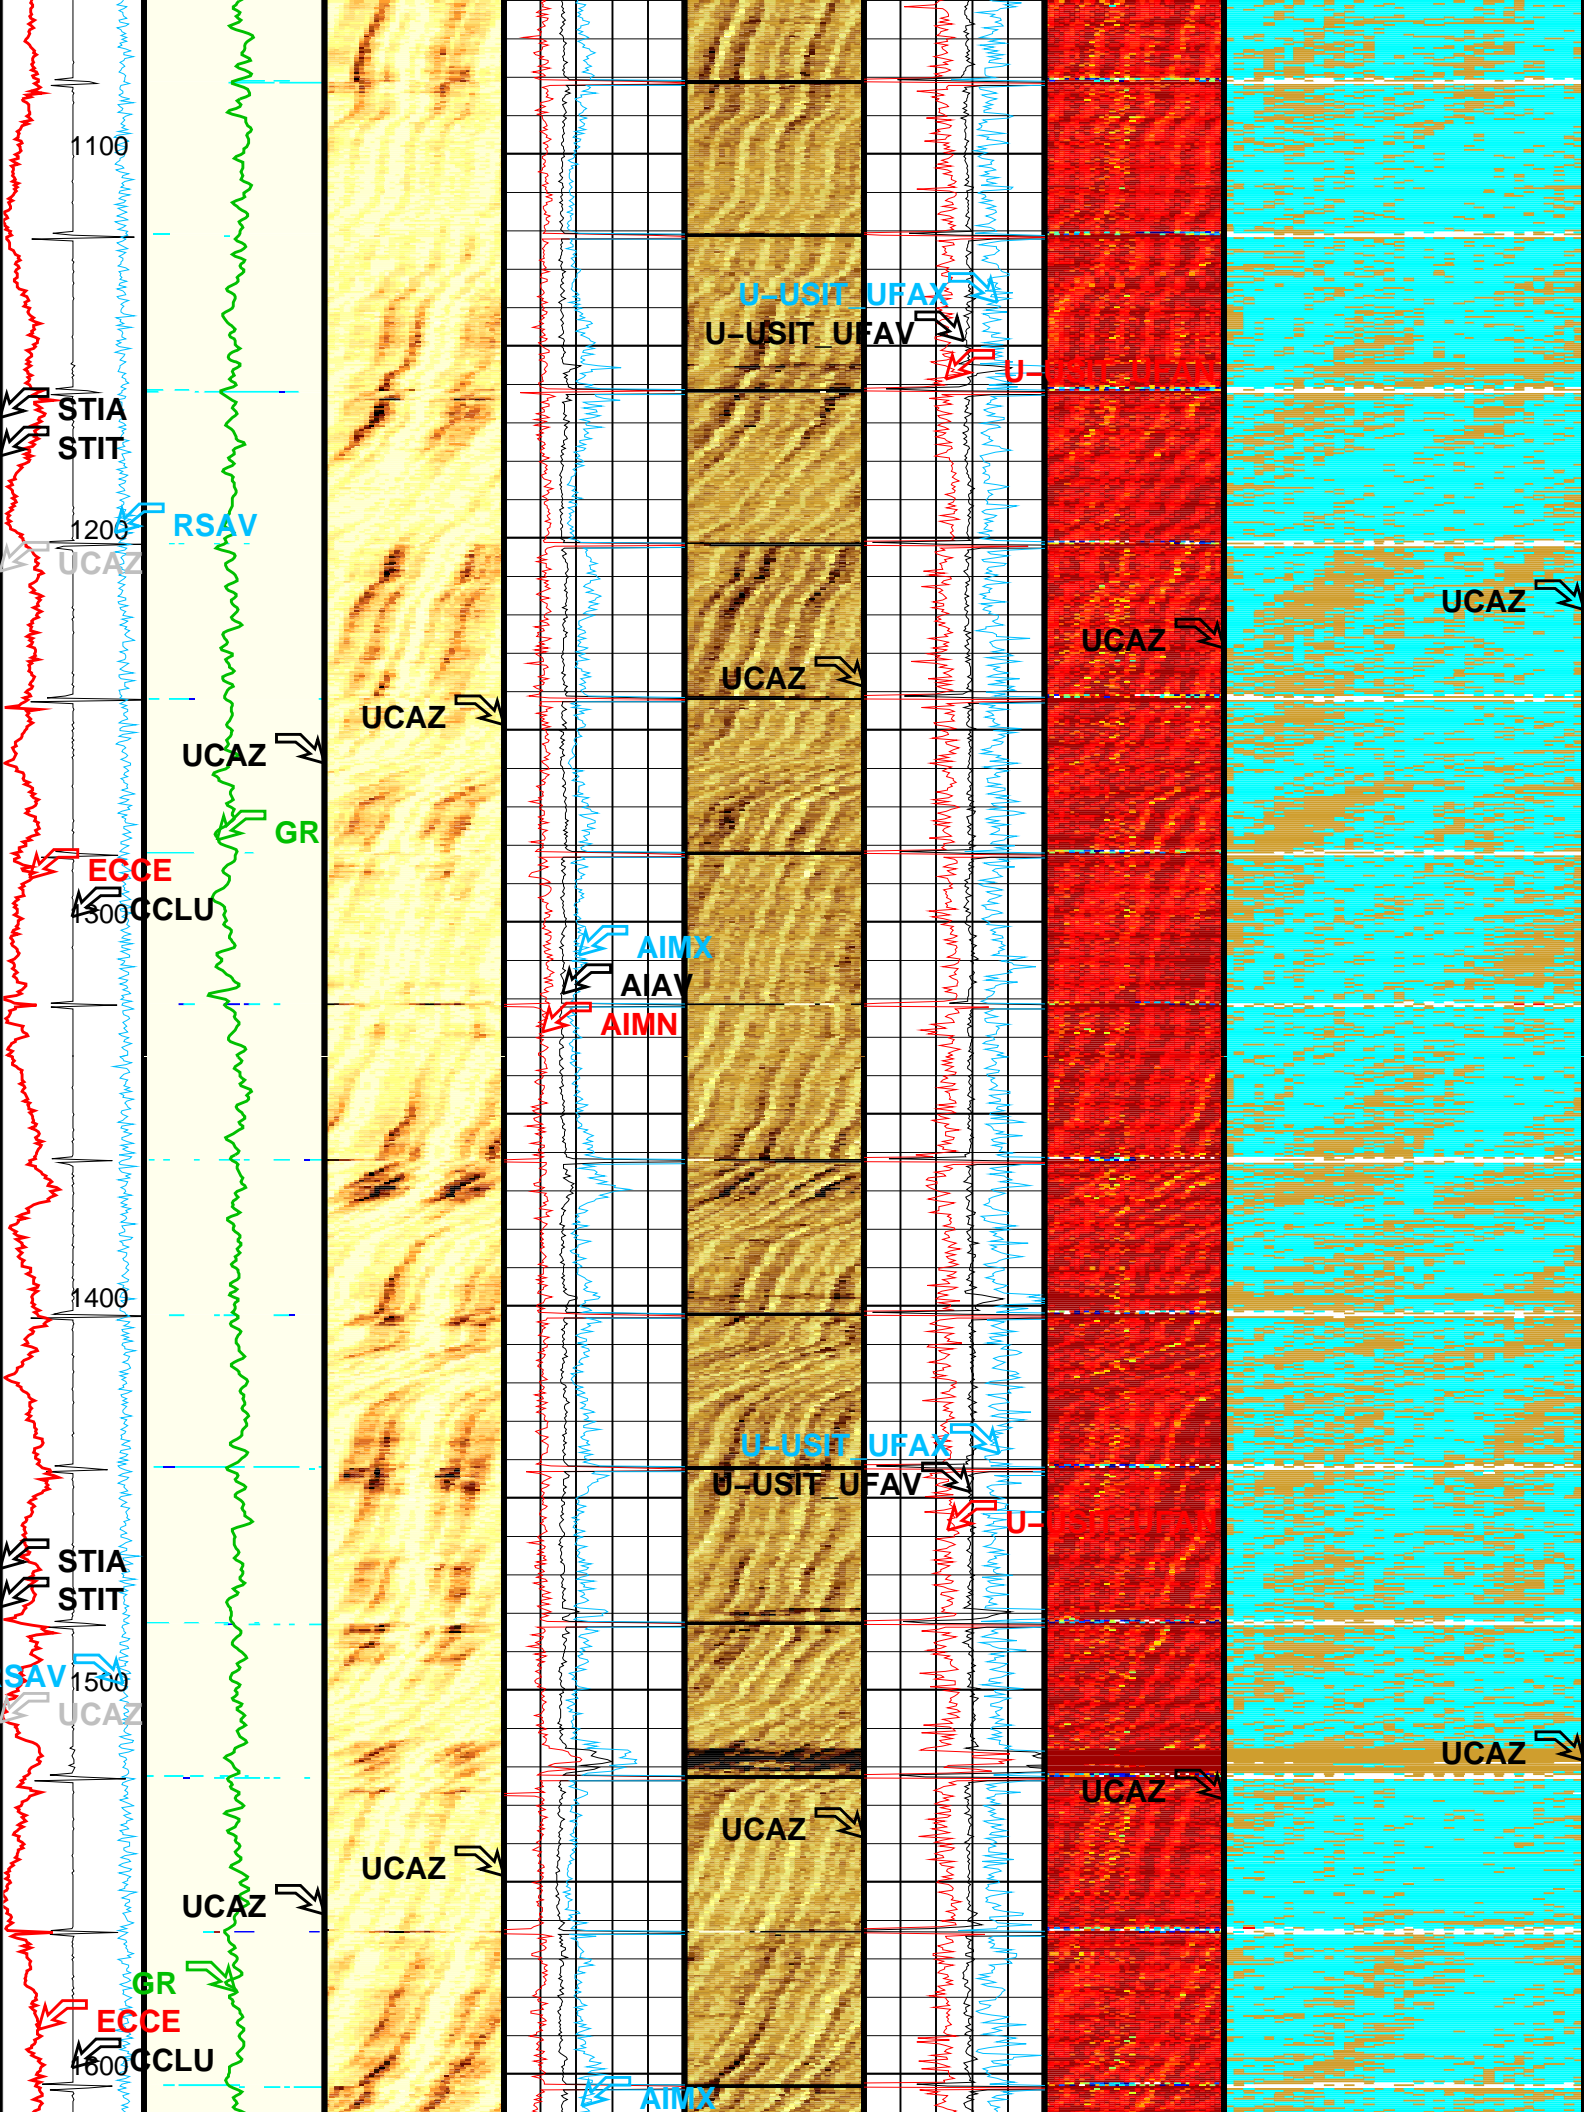 1100
U-USIT_UFAX
U-USIT_UFAV
U-
STIA
STIT
RSAV
1200
UCAZ
UCAZ
UCAZ
UCAZ
UCAZ
UCAZ
GR
ECCE
CCLU
1300
AIMX
AIAV
AIMN
1400
U-USIT_UFAX
U-USIT_UFAV
U-
STIA
STIT
SAV
1500
UCAZ
UCAZ
UCAZ
UCAZ
UCAZ
UCAZ
GR
ECCE
CCLU
1600
AIMX